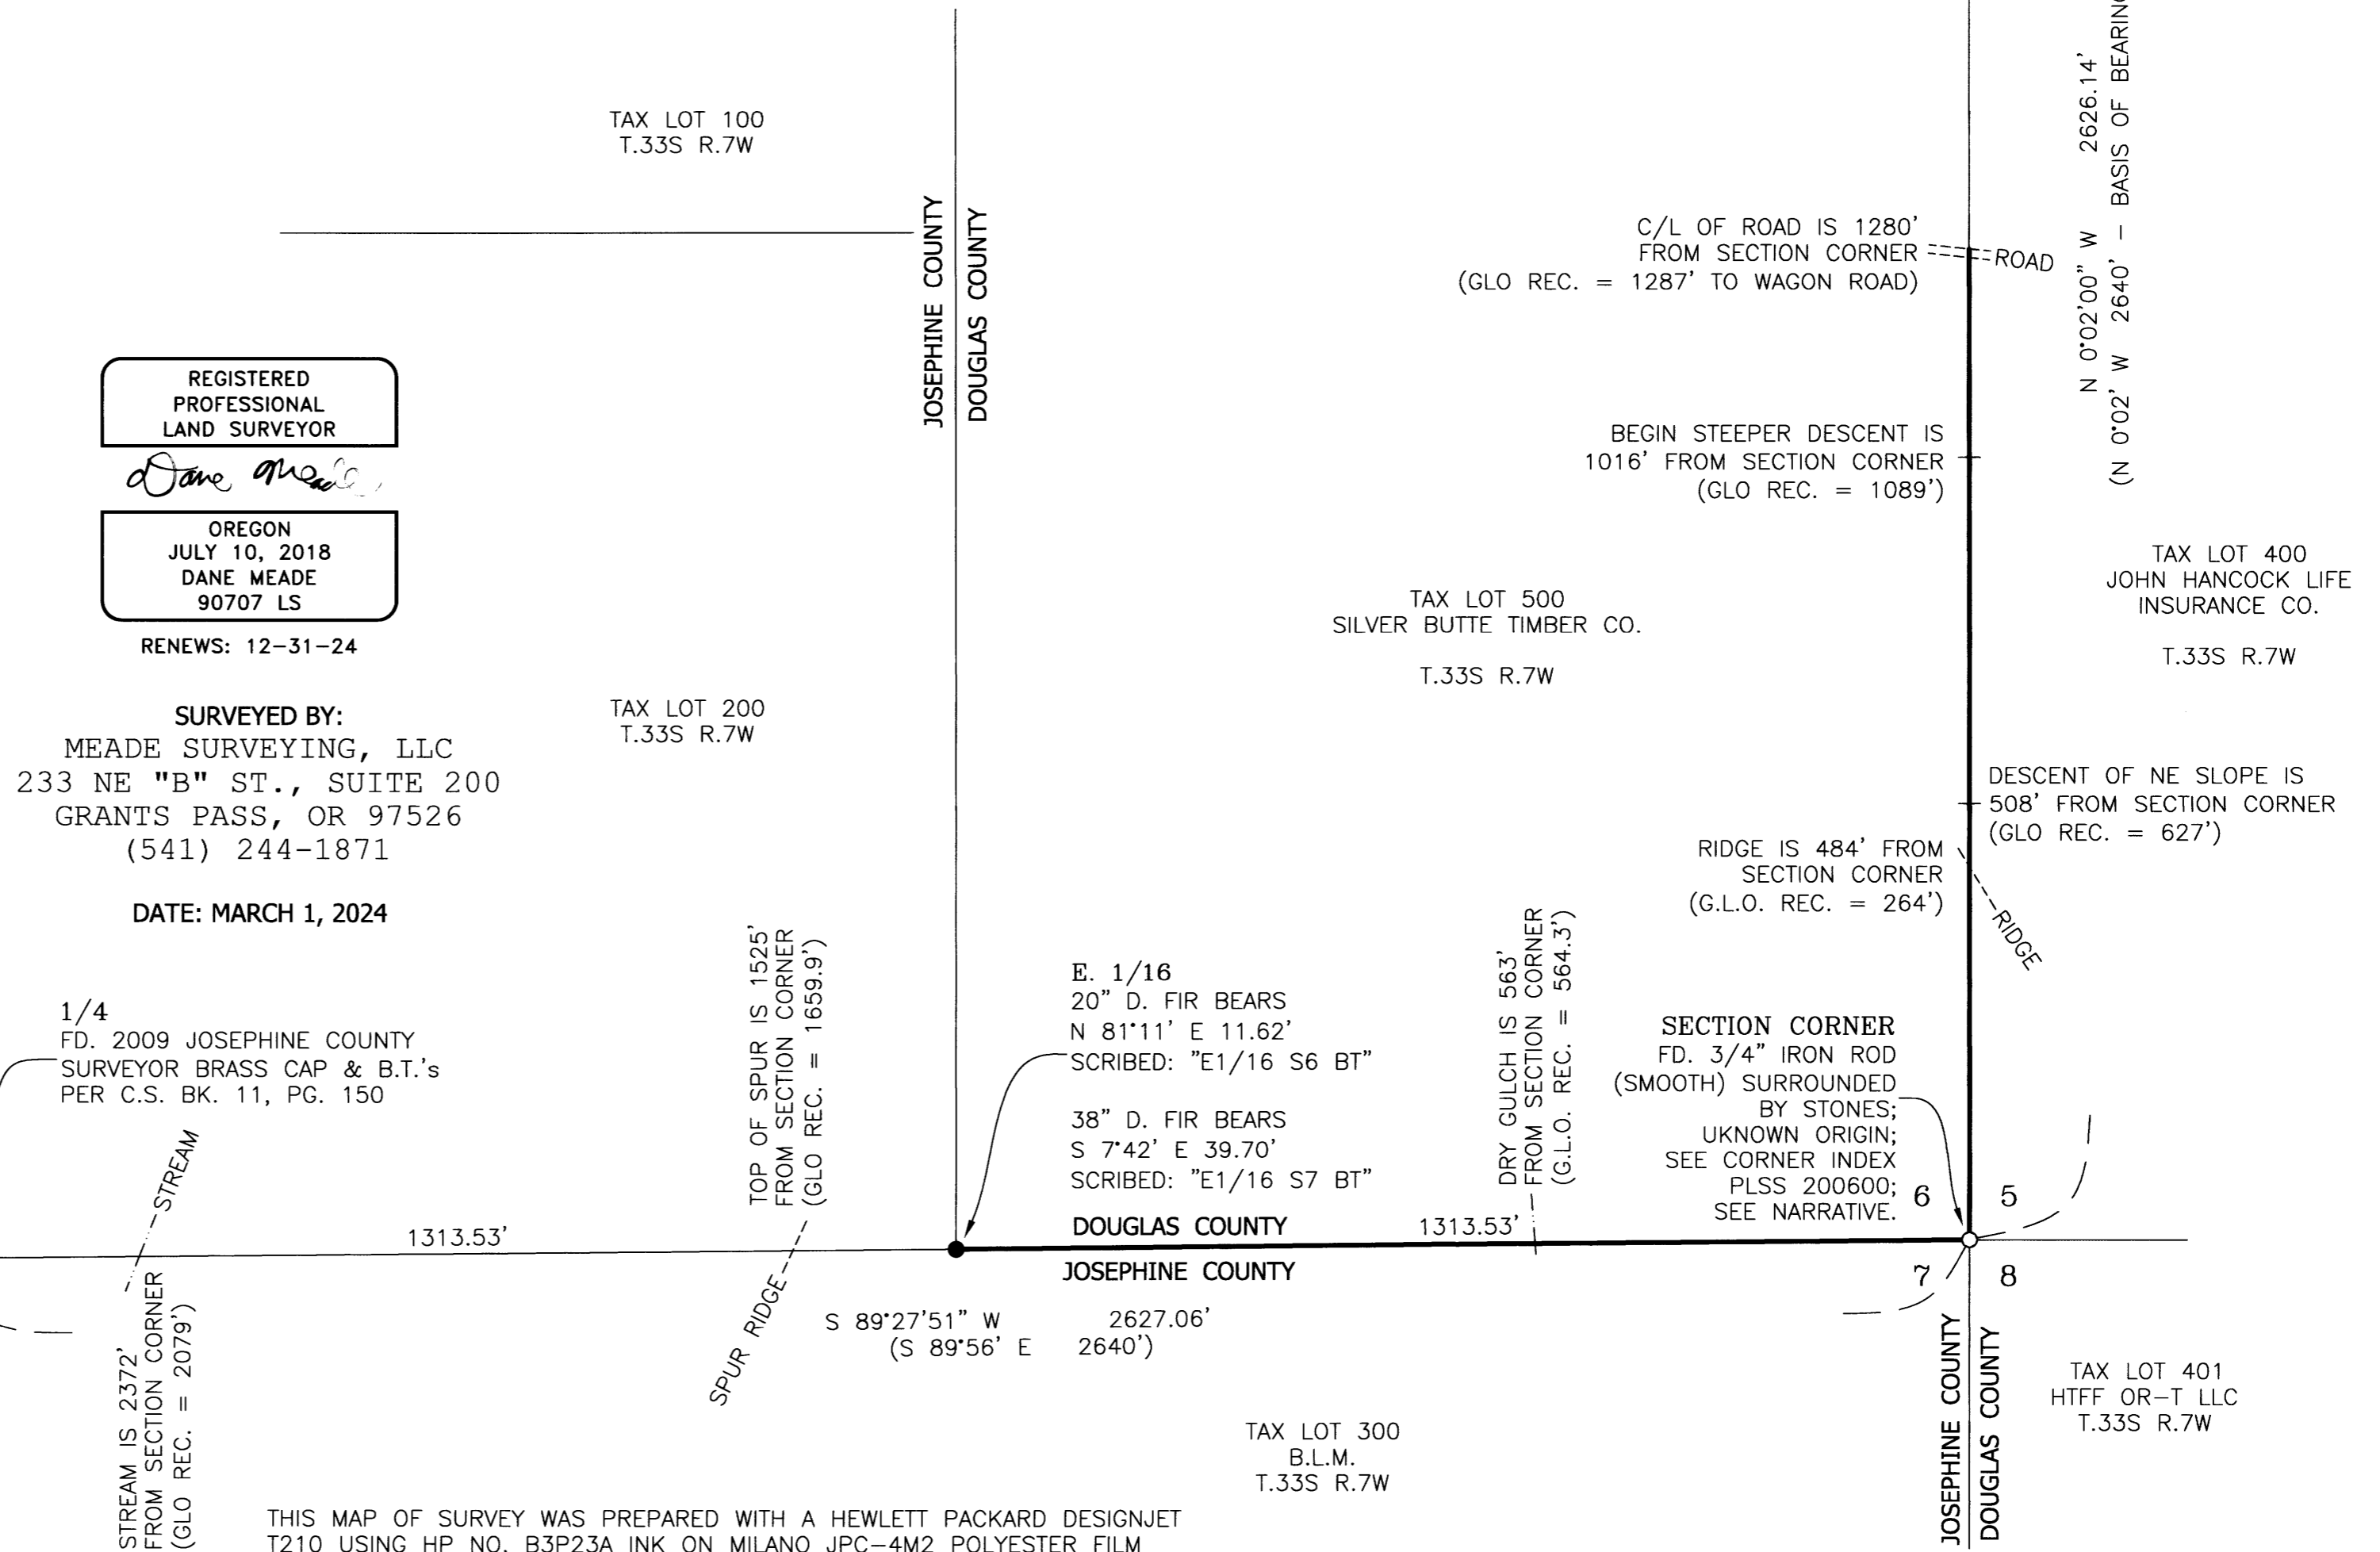 TAX LOT 100
T.33S R.7W
JOSEPHINE COUNTY
DOUGLAS COUNTY
C/L OF ROAD IS 1280'
FROM SECTION CORNER
(GLO REC. = 1287' TO WAGON ROAD)
ROAD
N 0°02'00" W 2626.14'
(N 0°02' W 2640' – BASIS OF BEARING
REGISTERED
PROFESSIONAL
LAND SURVEYOR
Dane Meade
OREGON
JULY 10, 2018
DANE MEADE
90707 LS
RENEWS: 12-31-24
BEGIN STEEPER DESCENT IS
1016' FROM SECTION CORNER
(GLO REC. = 1089')
TAX LOT 400
JOHN HANCOCK LIFE
INSURANCE CO.
T.33S R.7W
TAX LOT 500
SILVER BUTTE TIMBER CO.
T.33S R.7W
SURVEYED BY:
MEADE SURVEYING, LLC
233 NE "B" ST., SUITE 200
GRANTS PASS, OR 97526
(541) 244-1871
DATE: MARCH 1, 2024
TAX LOT 200
T.33S R.7W
DESCENT OF NE SLOPE IS
508' FROM SECTION CORNER
(GLO REC. = 627')
RIDGE IS 484' FROM
SECTION CORNER
(G.L.O. REC. = 264')
RIDGE
1/4
FD. 2009 JOSEPHINE COUNTY
SURVEYOR BRASS CAP & B.T.'s
PER C.S. BK. 11, PG. 150
STREAM
TOP OF SPUR IS 1525'
FROM SECTION CORNER
(GLO REC. = 1659.9')
E. 1/16
20" D. FIR BEARS
N 81°11' E 11.62'
SCRIBED: "E1/16 S6 BT"
38" D. FIR BEARS
S 7°42' E 39.70'
SCRIBED: "E1/16 S7 BT"
DRY GULCH IS 563'
FROM SECTION CORNER
(G.L.O. REC. = 564.3')
SECTION CORNER
FD. 3/4" IRON ROD
(SMOOTH) SURROUNDED
BY STONES;
UKNOWN ORIGIN;
SEE CORNER INDEX
PLSS 200600;
SEE NARRATIVE.
6
5
7
8
1313.53'
DOUGLAS COUNTY
1313.53'
JOSEPHINE COUNTY
SPUR RIDGE
S 89°27'51" W 2627.06'
(S 89°56' E 2640')
STREAM IS 2372'
FROM SECTION CORNER
(GLO REC. = 2079')
TAX LOT 300
B.L.M.
T.33S R.7W
JOSEPHINE COUNTY
DOUGLAS COUNTY
TAX LOT 401
HTFF OR-T LLC
T.33S R.7W
THIS MAP OF SURVEY WAS PREPARED WITH A HEWLETT PACKARD DESIGNJET
T210 USING HP NO. B3P23A INK ON MILANO JPC-4M2 POLYESTER FILM